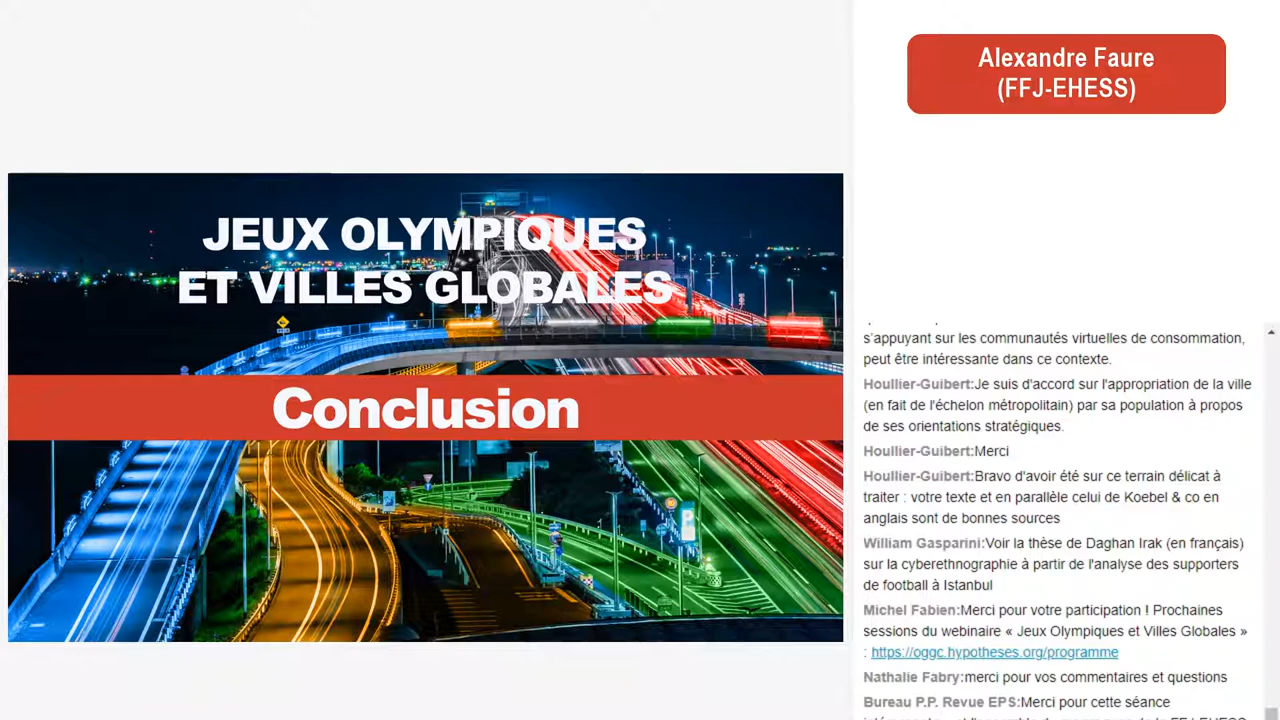 JEUX OLYMPIQUES
ET VILLES GLOBALES
Conclusion
Alexandre Faure
(FFJ-EHESS)
s'appuyant sur les communautés virtuelles de consommation,
peut être intéressante dans ce contexte.
Houllier-Guibert:Je suis d'accord sur l'appropriation de la ville
(en fait de l'échelon métropolitain) par sa population à propos
de ses orientations stratégiques.
Houllier-Guibert:Merci
Houllier-Guibert:Bravo d'avoir été sur ce terrain délicat à
traiter : votre texte et en parallèle celui de Koebel & co en
anglais sont de bonnes sources
William Gasparini:Voir la thèse de Daghan Irak (en français)
sur la cyberethnographie à partir de l'analyse des supporters
de football à Istanbul
Michel Fabien:Merci pour votre participation ! Prochaines
sessions du webinaire « Jeux Olympiques et Villes Globales »
: https://oggc.hypotheses.org/programme
Nathalie Fabry:merci pour vos commentaires et questions
Bureau P.P. Revue EPS:Merci pour cette séance